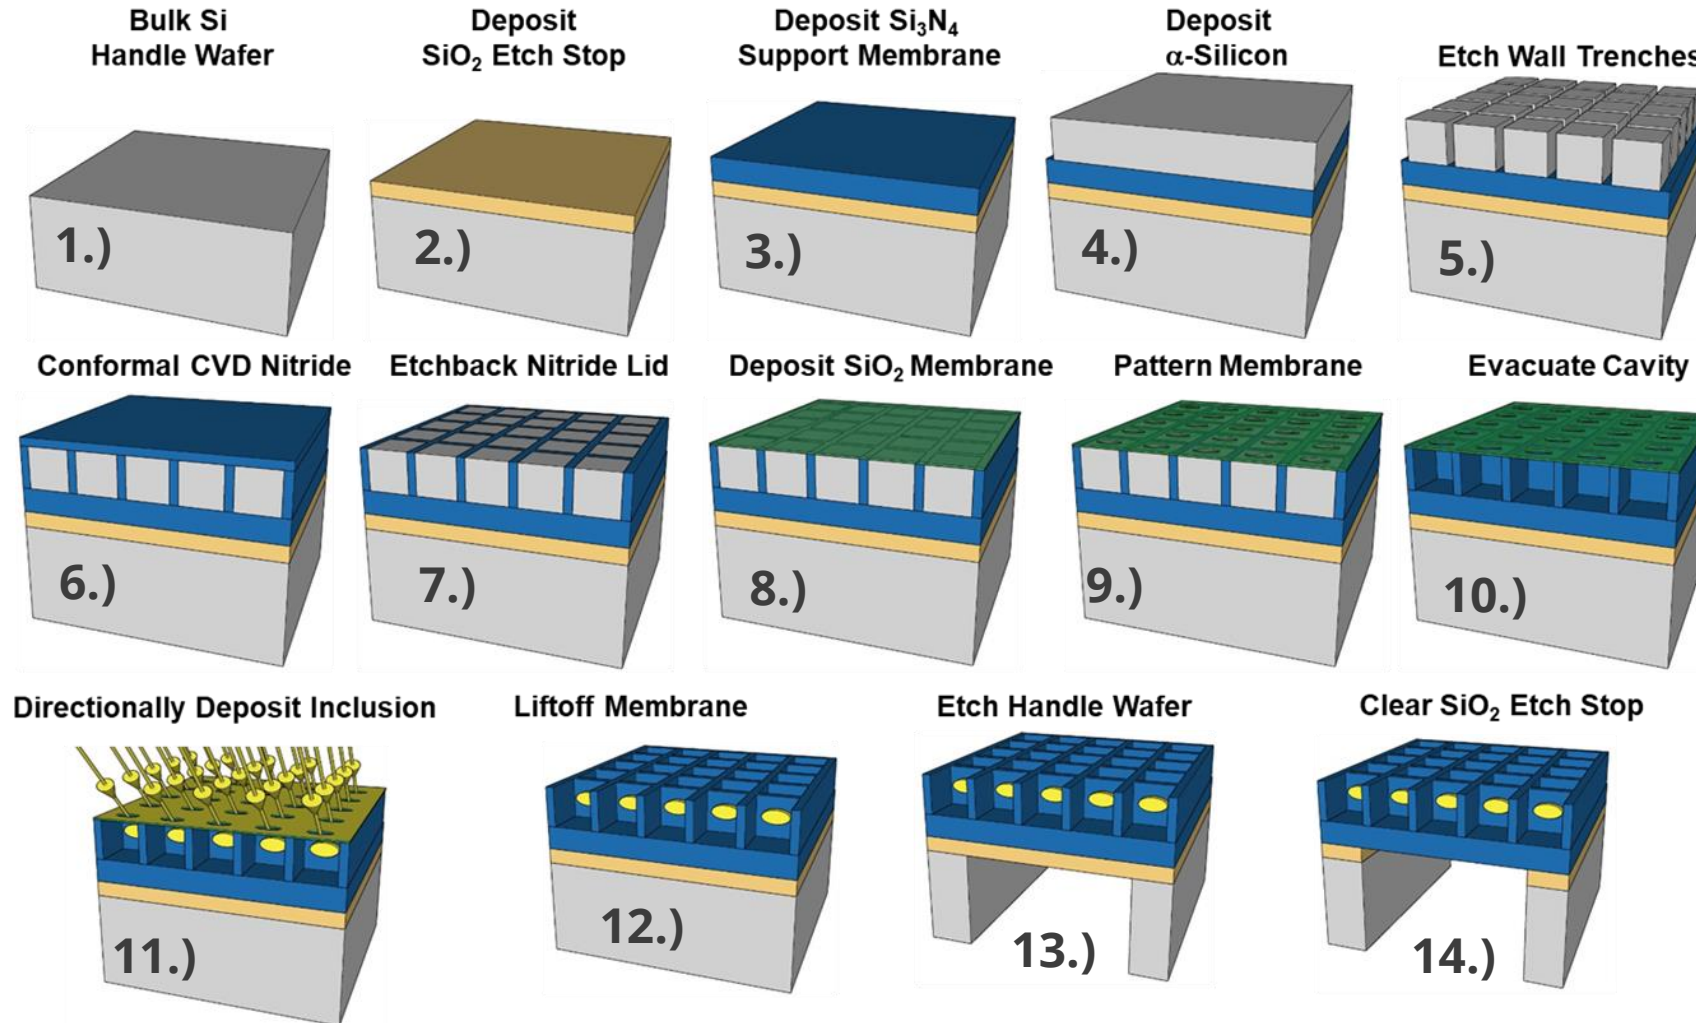 Bulk Si
Handle Wafer
Deposit
SiO₂ Etch Stop
Deposit Si₃N₄
Support Membrane
Deposit
α-Silicon
Etch Wall Trenches
1.)
2.)
3.)
4.)
5.)
Conformal CVD Nitride
Etchback Nitride Lid
Deposit SiO₂ Membrane
Pattern Membrane
Evacuate Cavity
6.)
7.)
8.)
9.)
10.)
Directionally Deposit Inclusion
Liftoff Membrane
Etch Handle Wafer
Clear SiO₂ Etch Stop
11.)
12.)
13.)
14.)